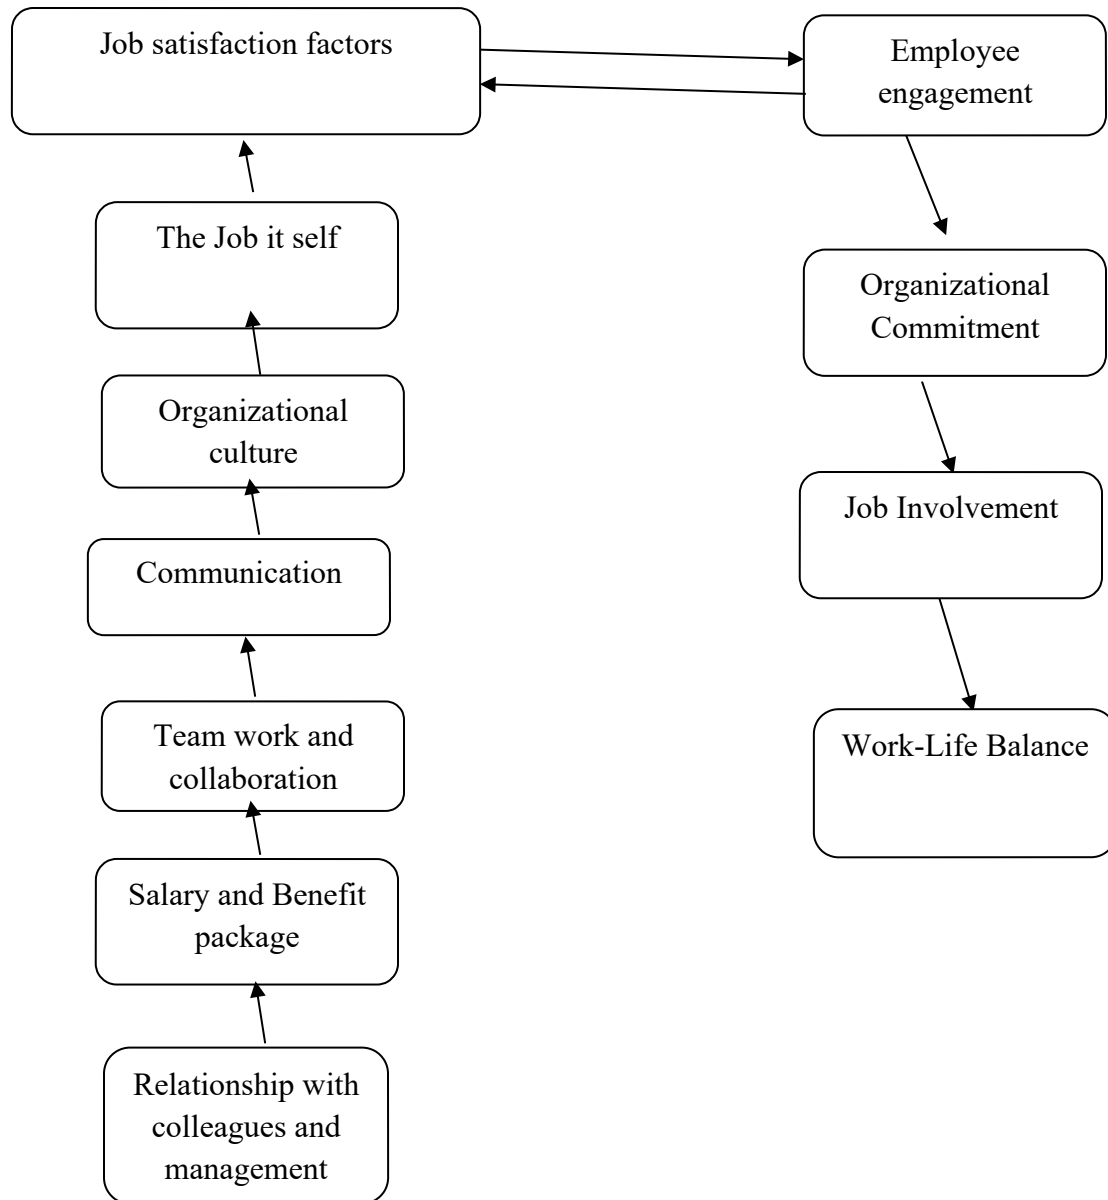 Job satisfaction factors
Employee
engagement
The Job it self
Organizational
culture
Communication
Team work and
collaboration
Salary and Benefit
package
Relationship with
colleagues and
management
Organizational
Commitment
Job Involvement
Work-Life Balance